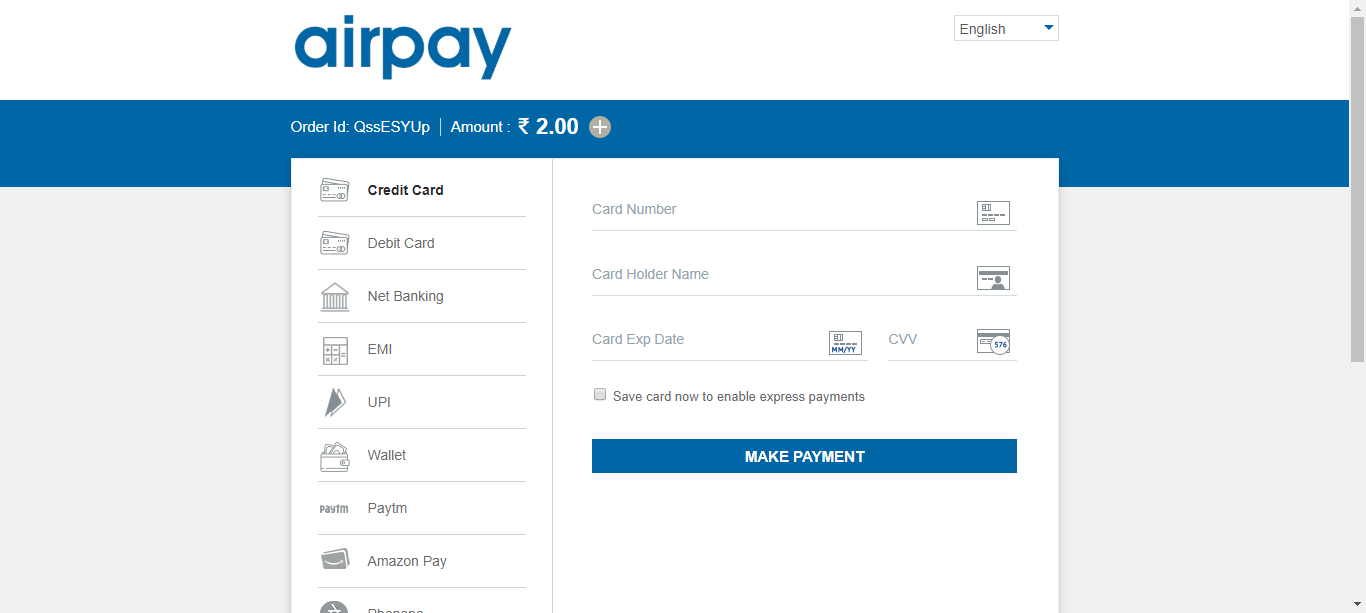 airpay
English
Order Id: QssESYUp | Amount : ₹ 2.00
Credit Card
Debit Card
Net Banking
EMI
UPI
Wallet
Paytm Paytm
Amazon Pay
Phonepe
Card Number
Card Holder Name
Card Exp Date
MM/YY
CVV
576
Save card now to enable express payments
MAKE PAYMENT